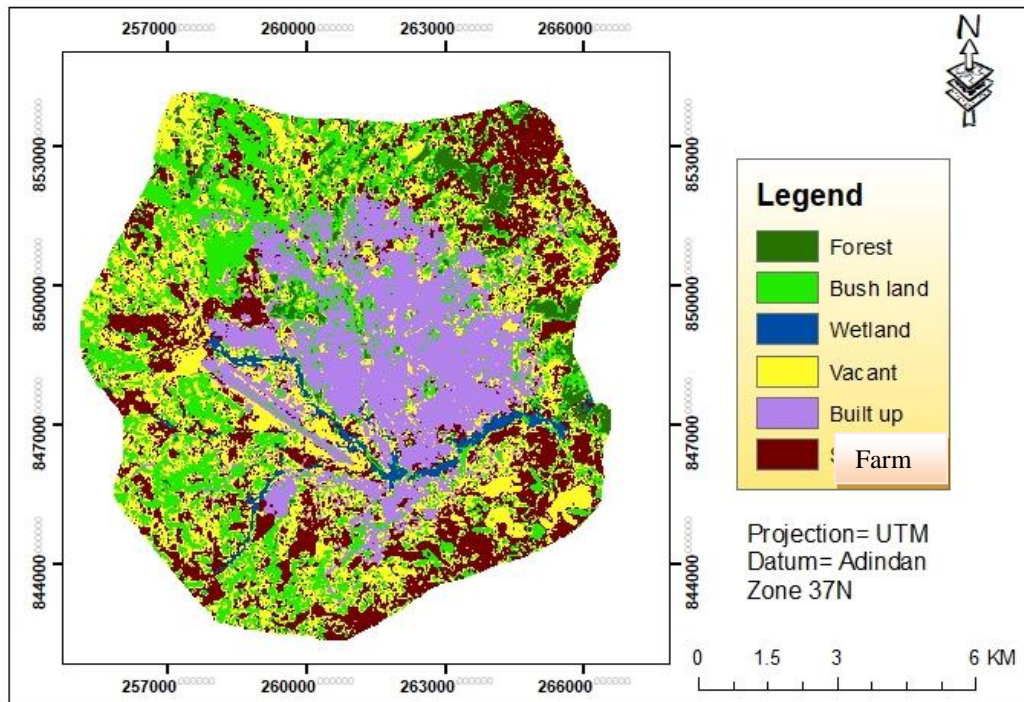 257000 260000 263000 266000
N
853000 853000
850000 850000
847000 847000
844000 844000
257000 260000 263000 266000
Legend
Forest
Bush land
Wetland
Vacant
Built up
S Farm
Projection= UTM
Datum= Adindan
Zone 37N
0 1.5 3 6 KM